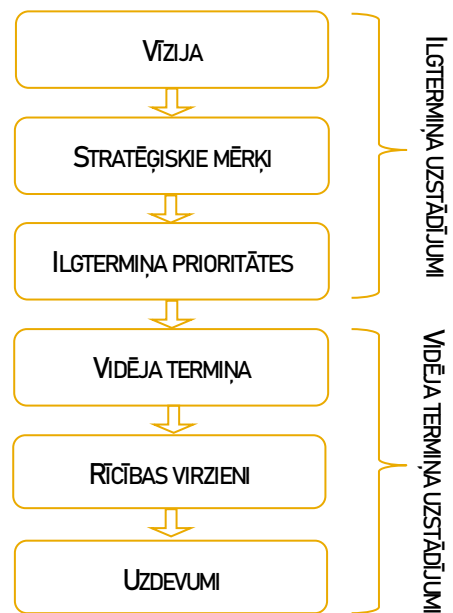 VĪZIJA
STRATĒĢISKIE MĒRĶI
ILGTERMIŅA PRIORITĀTES
VIDĒJA TERMIŅA
RĪCĪBAS VIRZIENI
UZDEVUMI
ILGTERMIŅA UZSTĀDĪJUMI
VIDĒJA TERMIŅA UZSTĀDĪJUMI